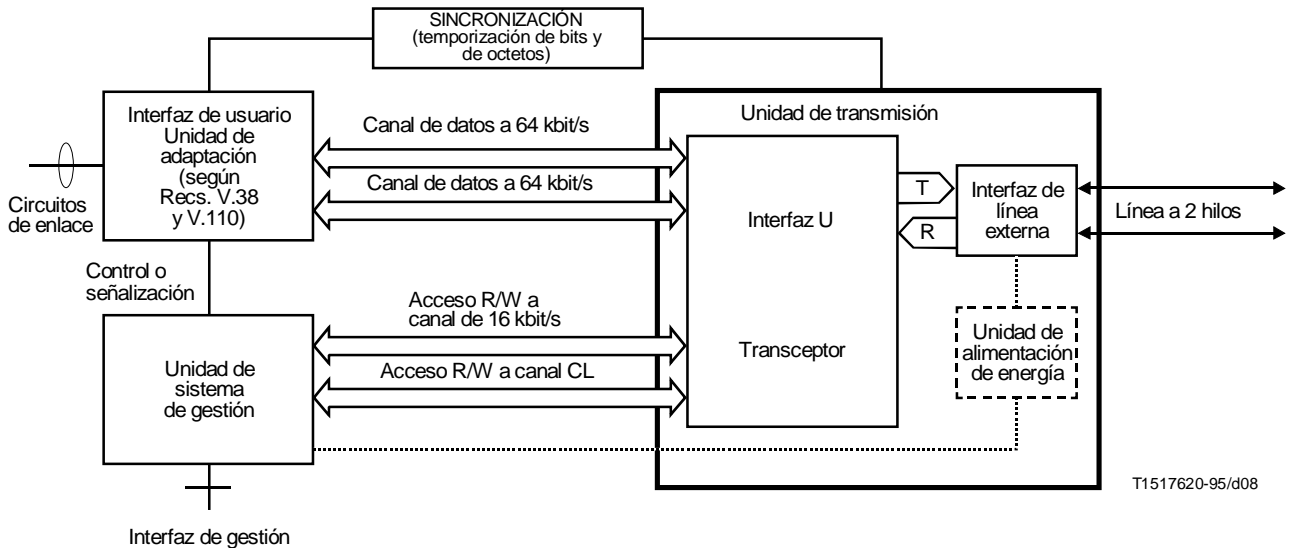 SINCRONIZACIÓN
(temporización de bits y
de octetos)
Interfaz de usuario
Unidad de
adaptación
(según
Recs. V.38
y V.110)
Circuitos
de enlace
Canal de datos a 64 kbit/s
Canal de datos a 64 kbit/s
Unidad de transmisión
Interfaz U
Transceptor
T
R
Interfaz de
línea
externa
Línea a 2 hilos
Control o
señalización
Unidad de
sistema
de gestión
Acceso R/W a
canal de 16 kbit/s
Acceso R/W a canal CL
Unidad de
alimentación
de energía
T1517620-95/d08
Interfaz de gestión